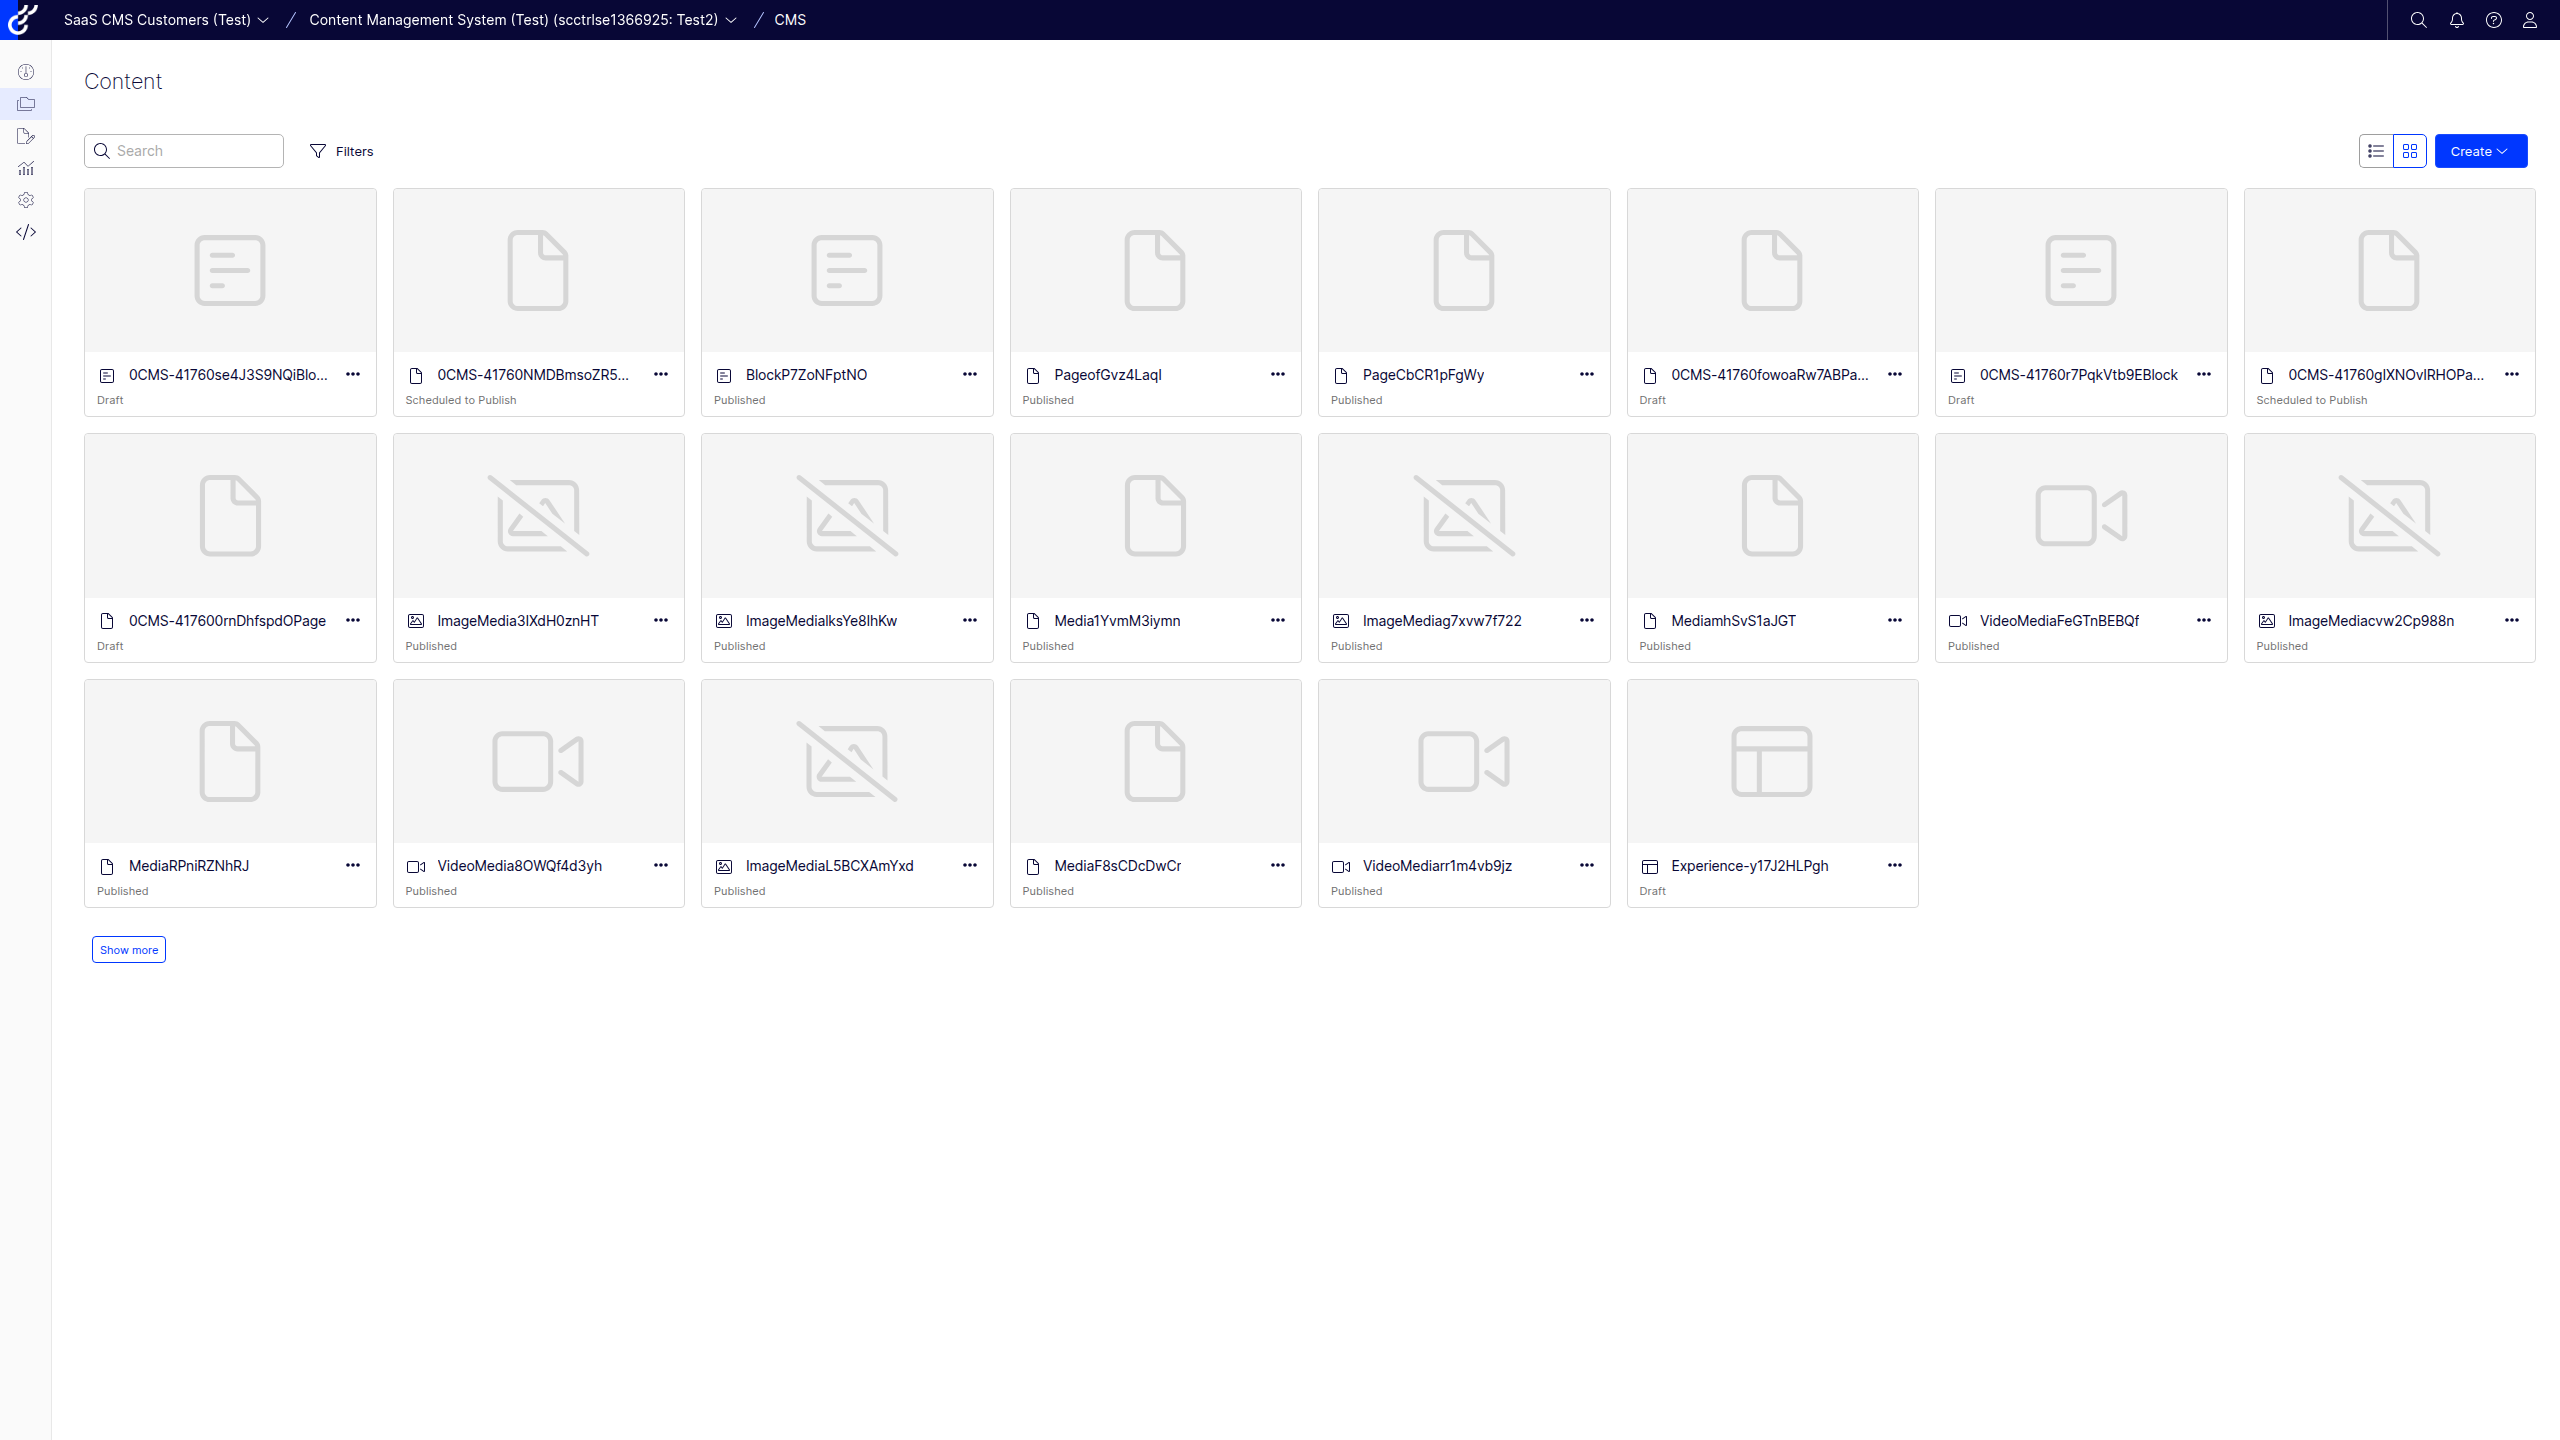 SaaS CMS Customers (Test) / Content Management System (Test) (scctrlse1366925: Test2) / CMS
Content
Search Filters Create
0CMS-41760se4J3S9NQiBlo... 0CMS-41760NMDBmsoZR5... BlockP7ZoNFptNO PageofGvz4LaqI PageCbCR1pFgWy 0CMS-41760fowoaRw7ABPa... 0CMS-41760r7PqkVtb9EBlock 0CMS-41760glXNOvlRHOPa...
Draft Scheduled to Publish Published Published Published Draft Draft Scheduled to Publish
0CMS-417600rnDhfspdOPage ImageMedia3lXdH0znHT ImageMedialksYe8lhKw Media1YvmM3iymn ImageMediag7xvw7f722 MediamhSvS1aJGT VideoMediaFeGTnBEBQf ImageMediacvw2Cp988n
Draft Published Published Published Published Published Published Published
MediaRPniRZNhRJ VideoMedia8OWQf4d3yh ImageMediaL5BCXAmYxd MediaF8sCDcDwCr VideoMediarr1m4vb9jz Experience-y17J2HLPgh
Published Published Published Published Published Draft
Show more